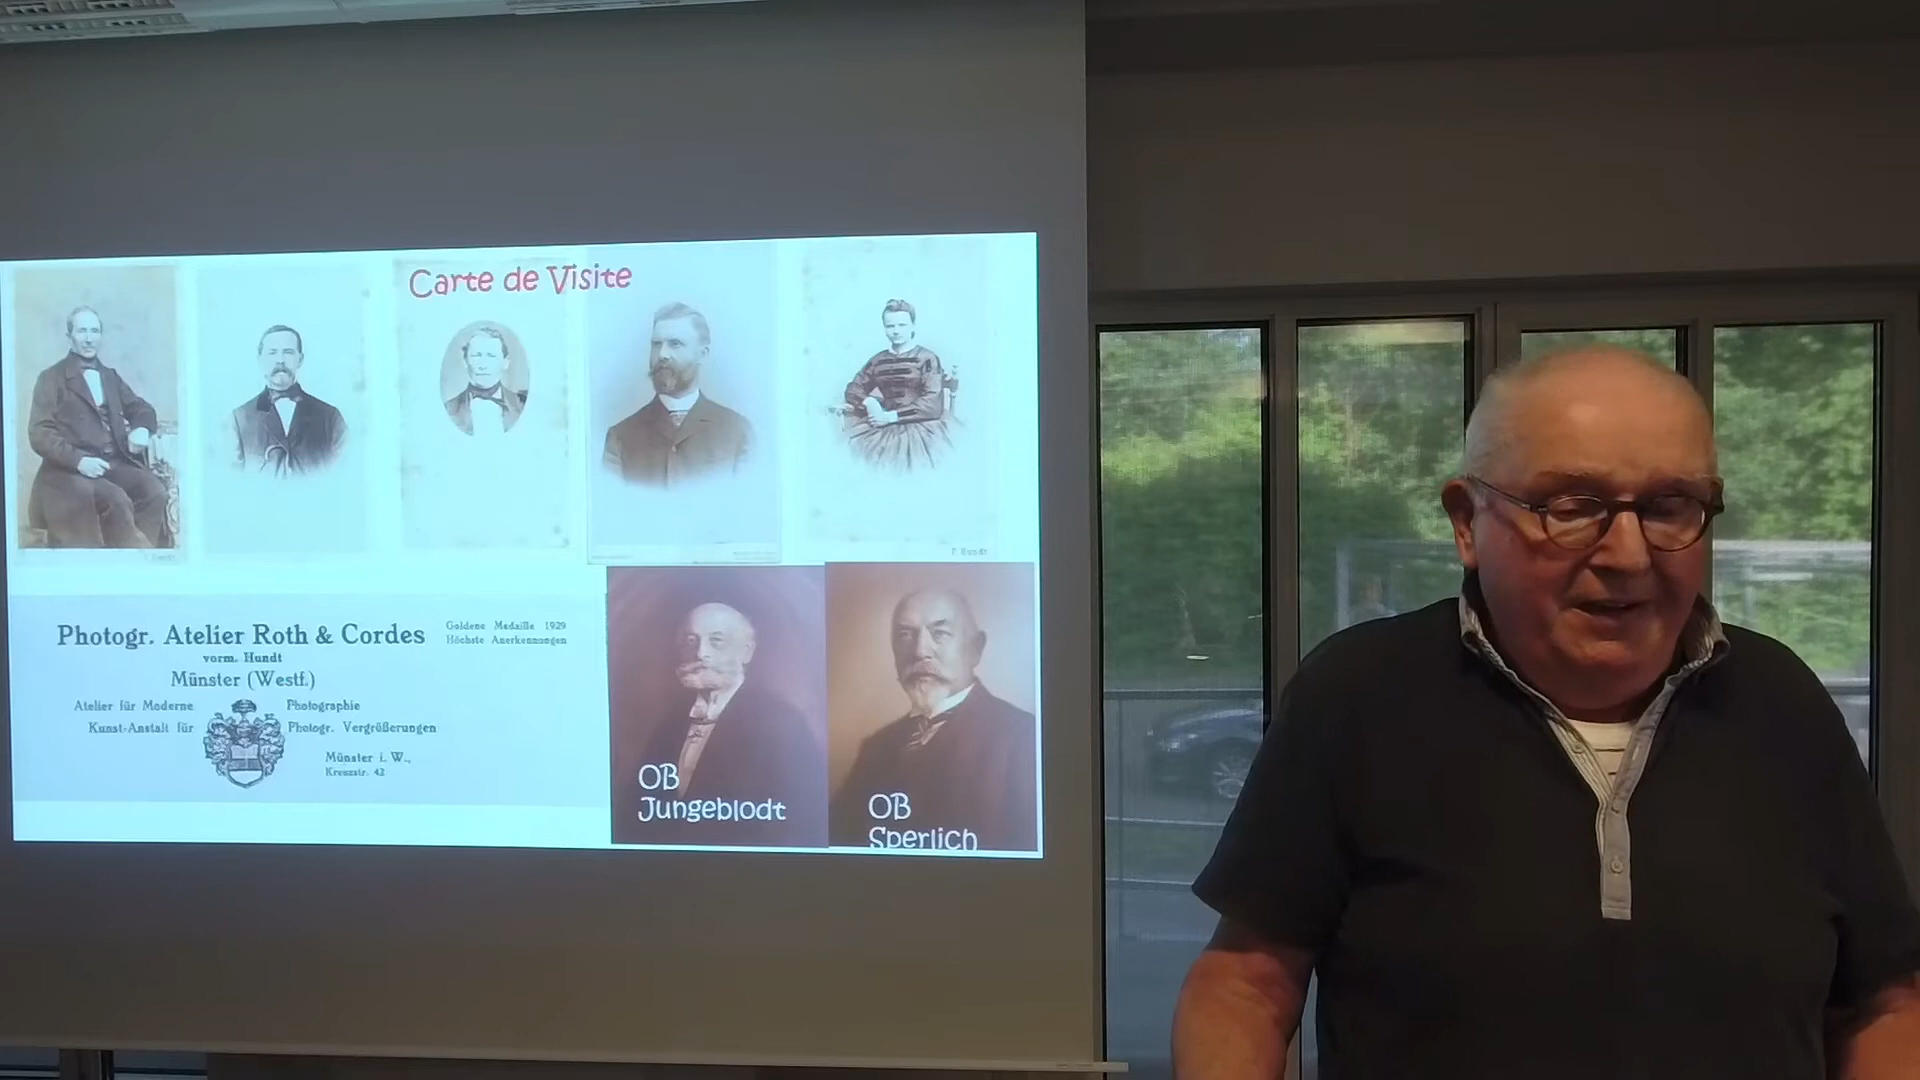 Carte de Visite
F. Hundt
Photogr. Atelier Roth & Cordes
vorm. Hundt
Münster (Westf.)
Goldene Medaille 1929
Höchste Anerkennungen
Atelier für Moderne Photographie
Kunst-Anstalt für Photogr. Vergrößerungen
Münster i. W.,
Kreuzstr. 42
OB
Jungeblodt
OB
Sperlich